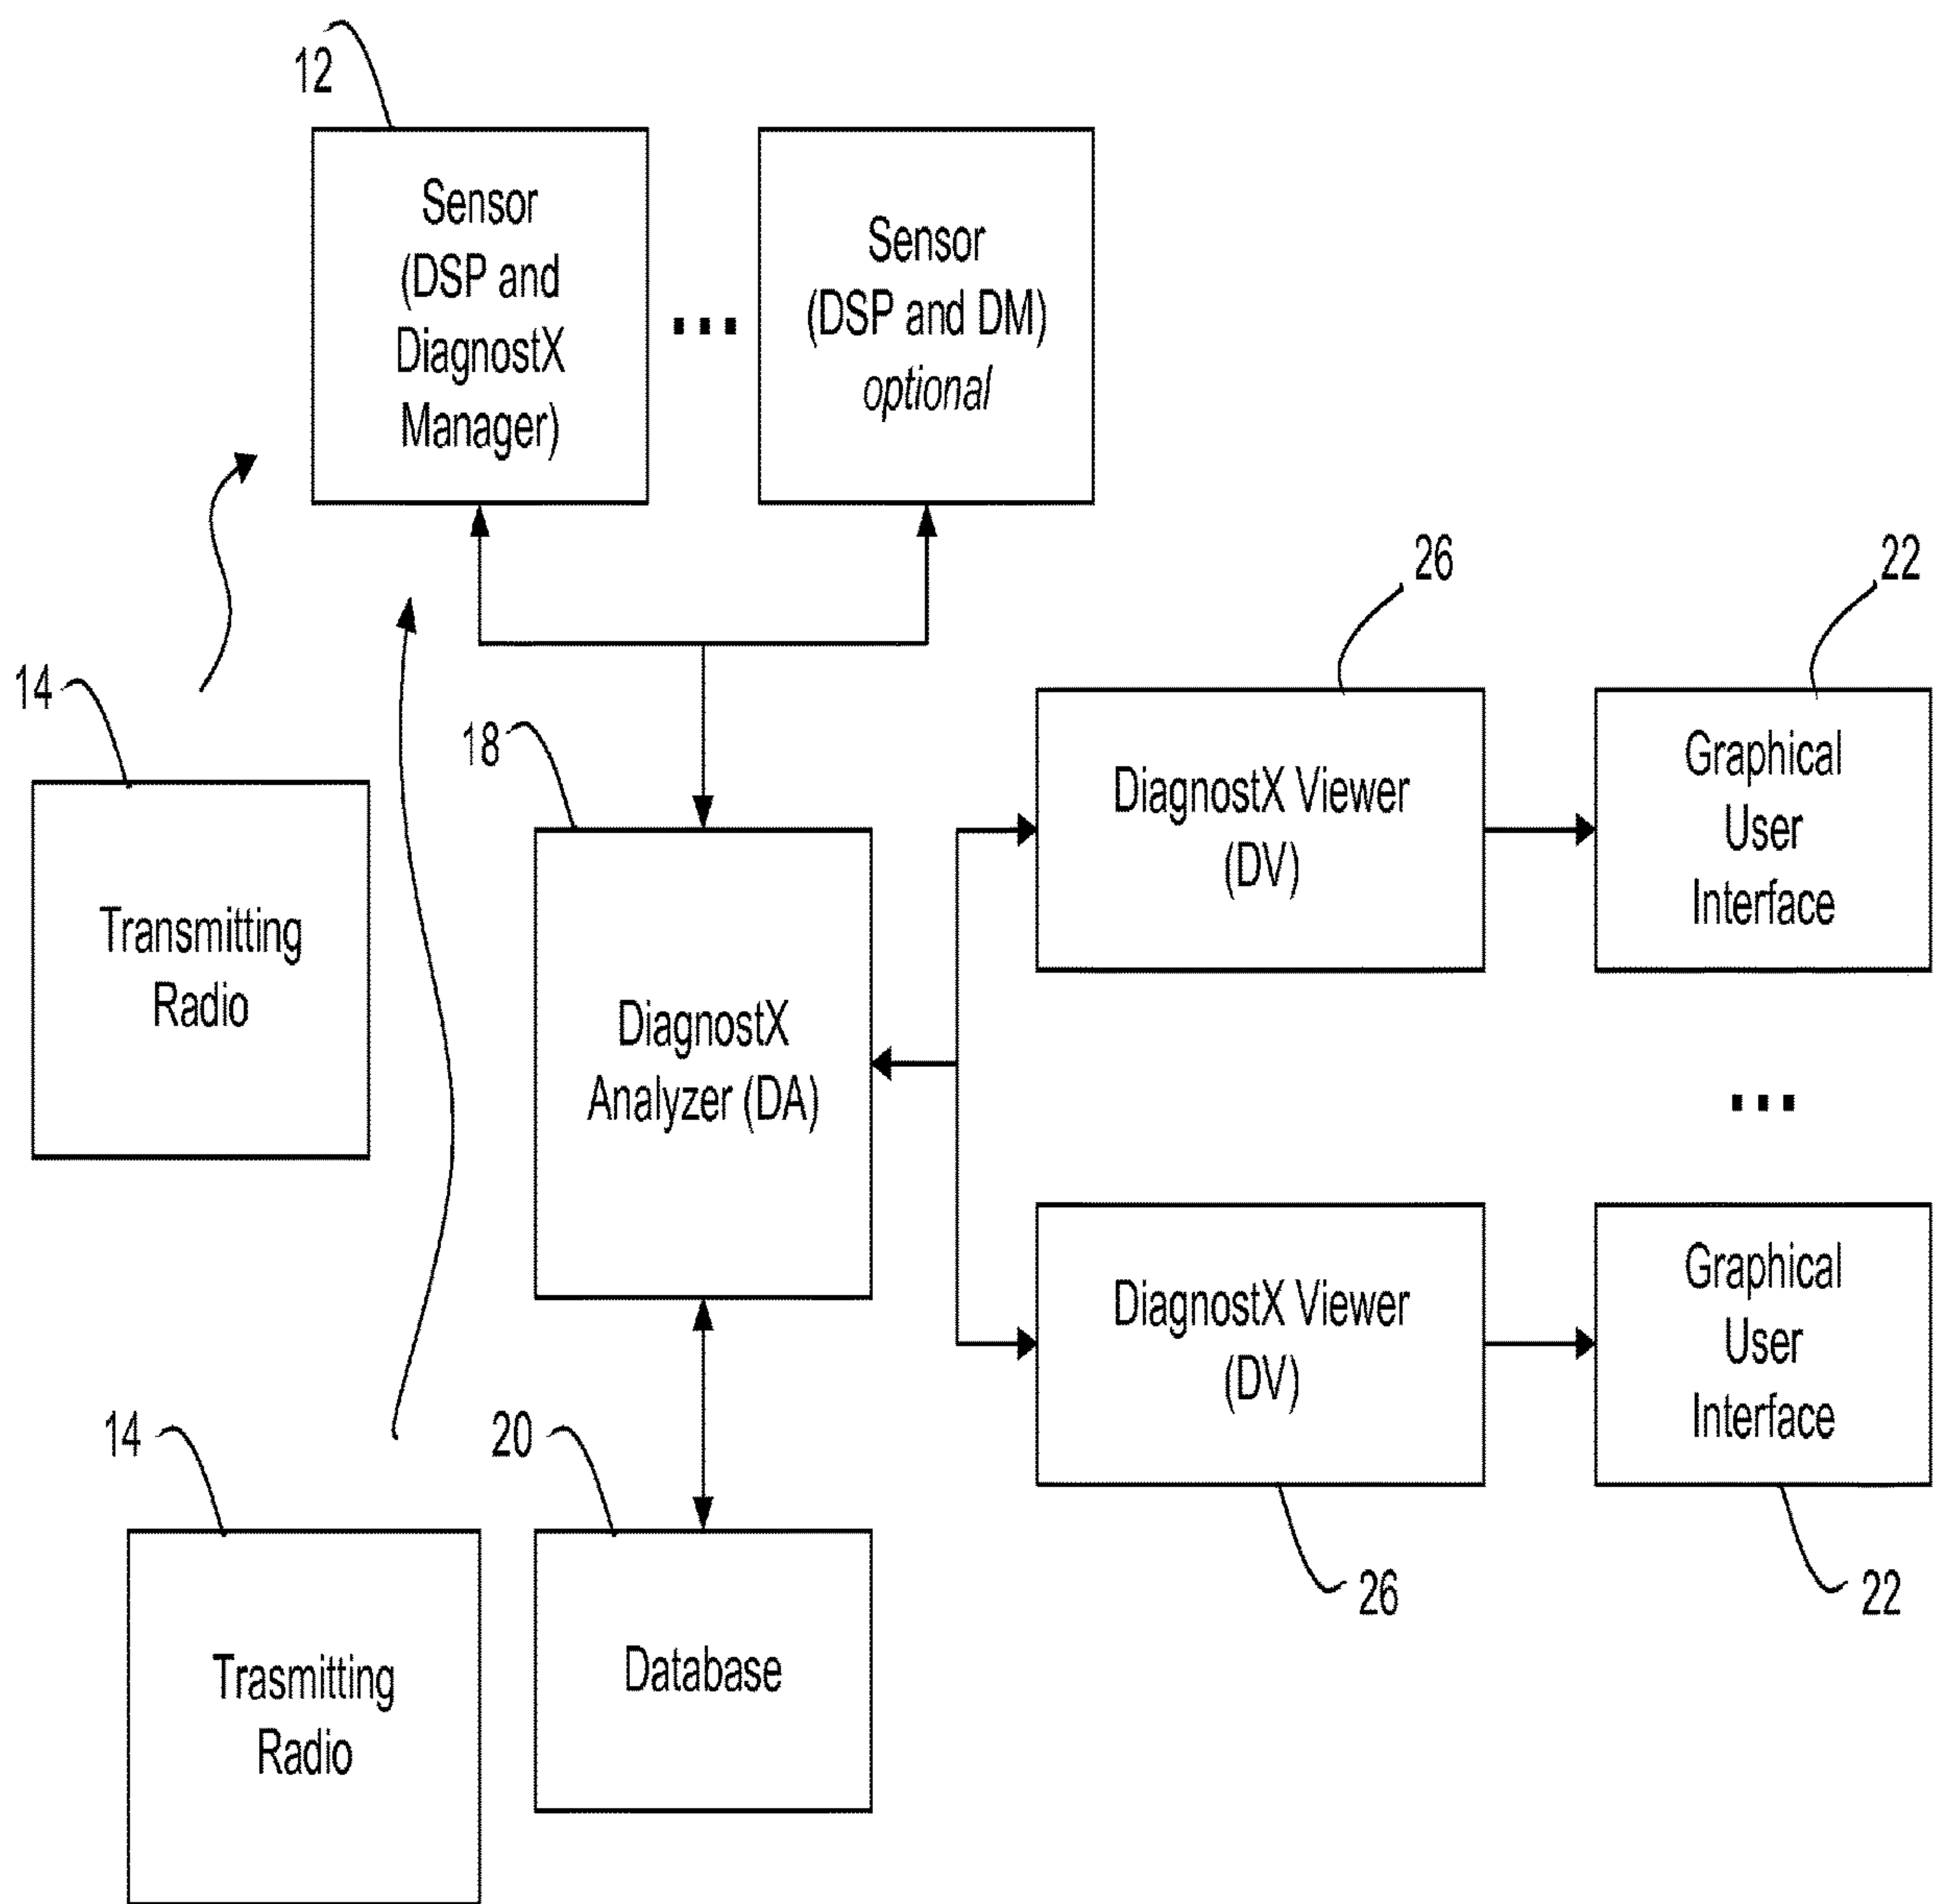 12
Sensor
(DSP and
DiagnostX
Manager)
...
Sensor
(DSP and DM)
optional
14
Transmitting
Radio
18
DiagnostX
Analyzer (DA)
26
DiagnostX Viewer
(DV)
22
Graphical
User
Interface
...
DiagnostX Viewer
(DV)
26
Graphical
User
Interface
22
14
Trasmitting
Radio
20
Database